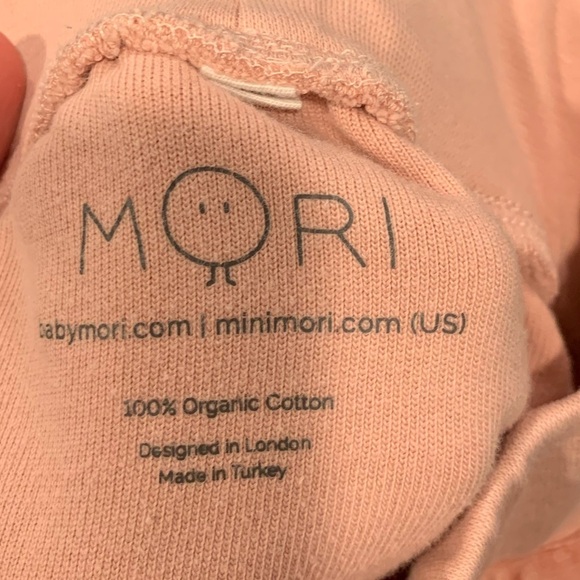 MORI
babymori.com | minimori.com (US)
100% Organic Cotton
Designed in London
Made in Turkey